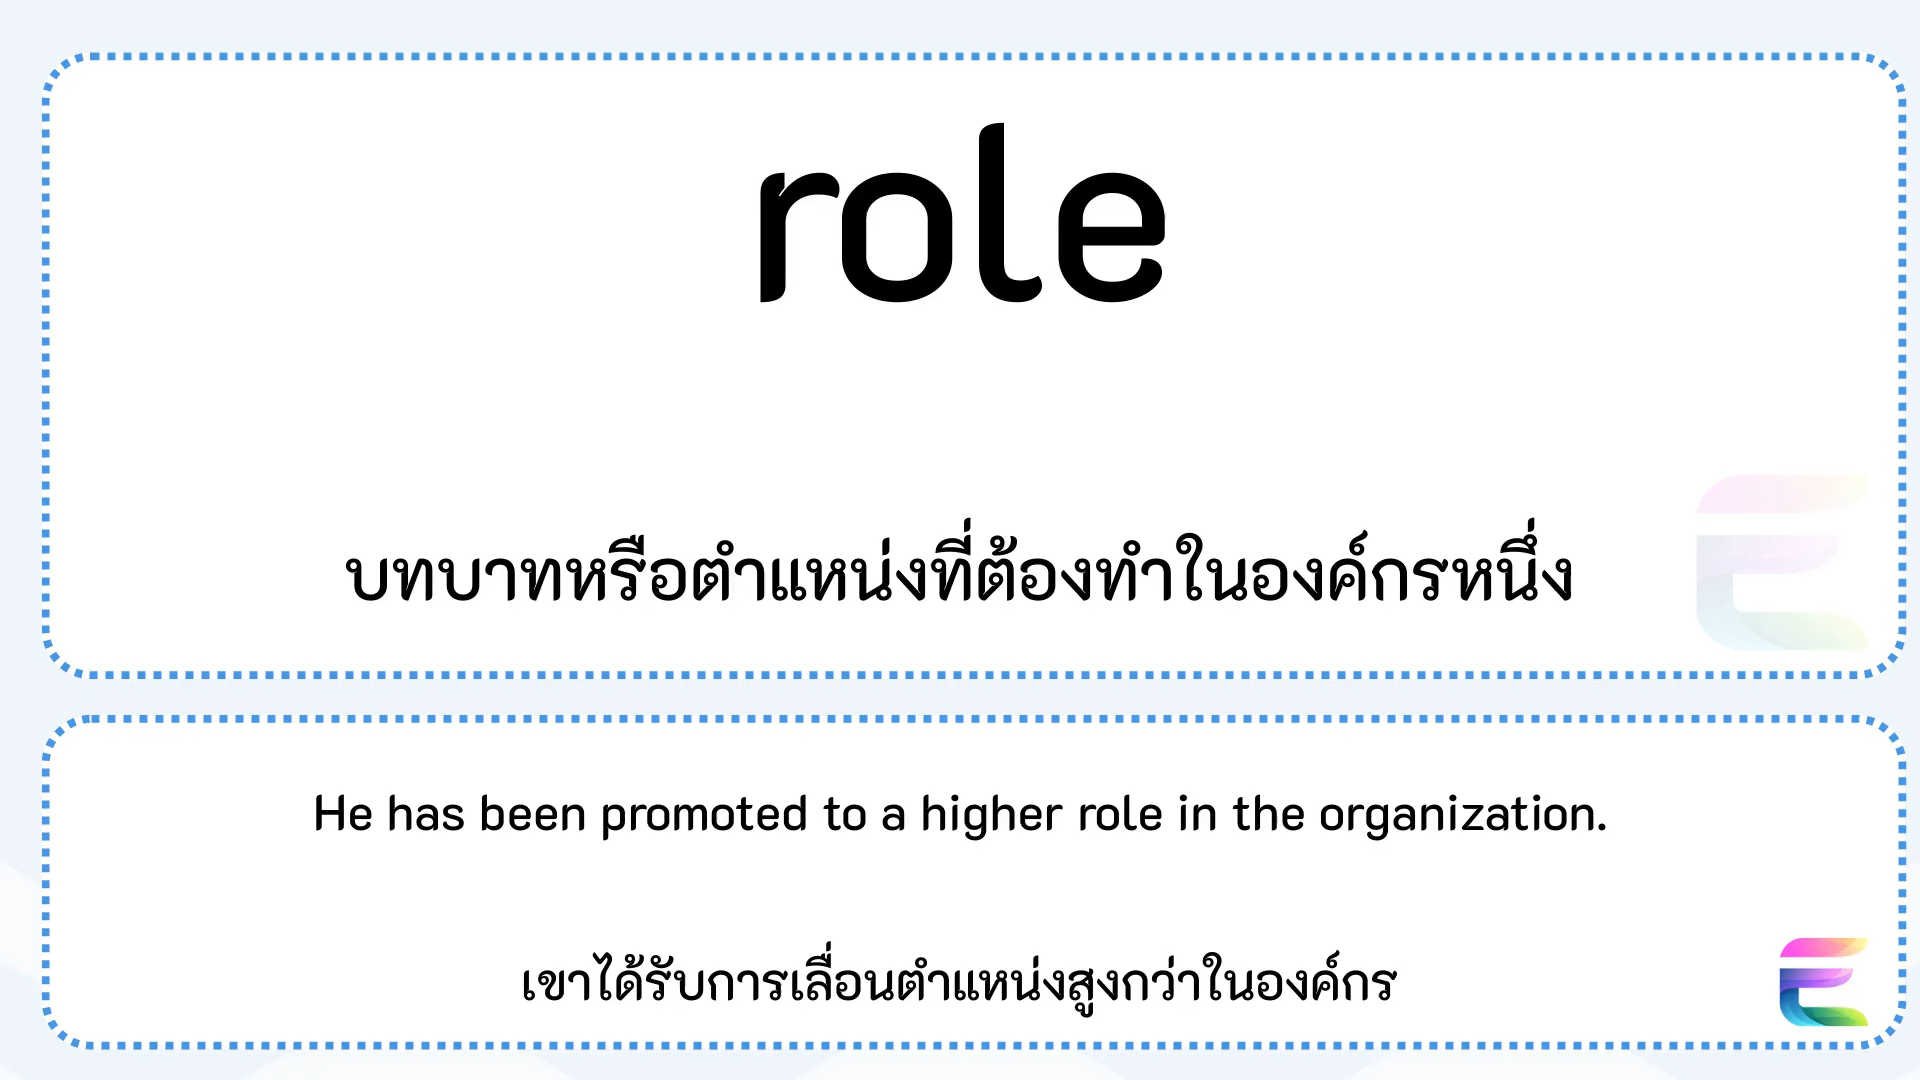 role
บทบาทหรือตำแหน่งที่ต้องทำในองค์กรหนึ่ง
He has been promoted to a higher role in the organization.
เขาได้รับการเลื่อนตำแหน่งสูงกว่าในองค์กร